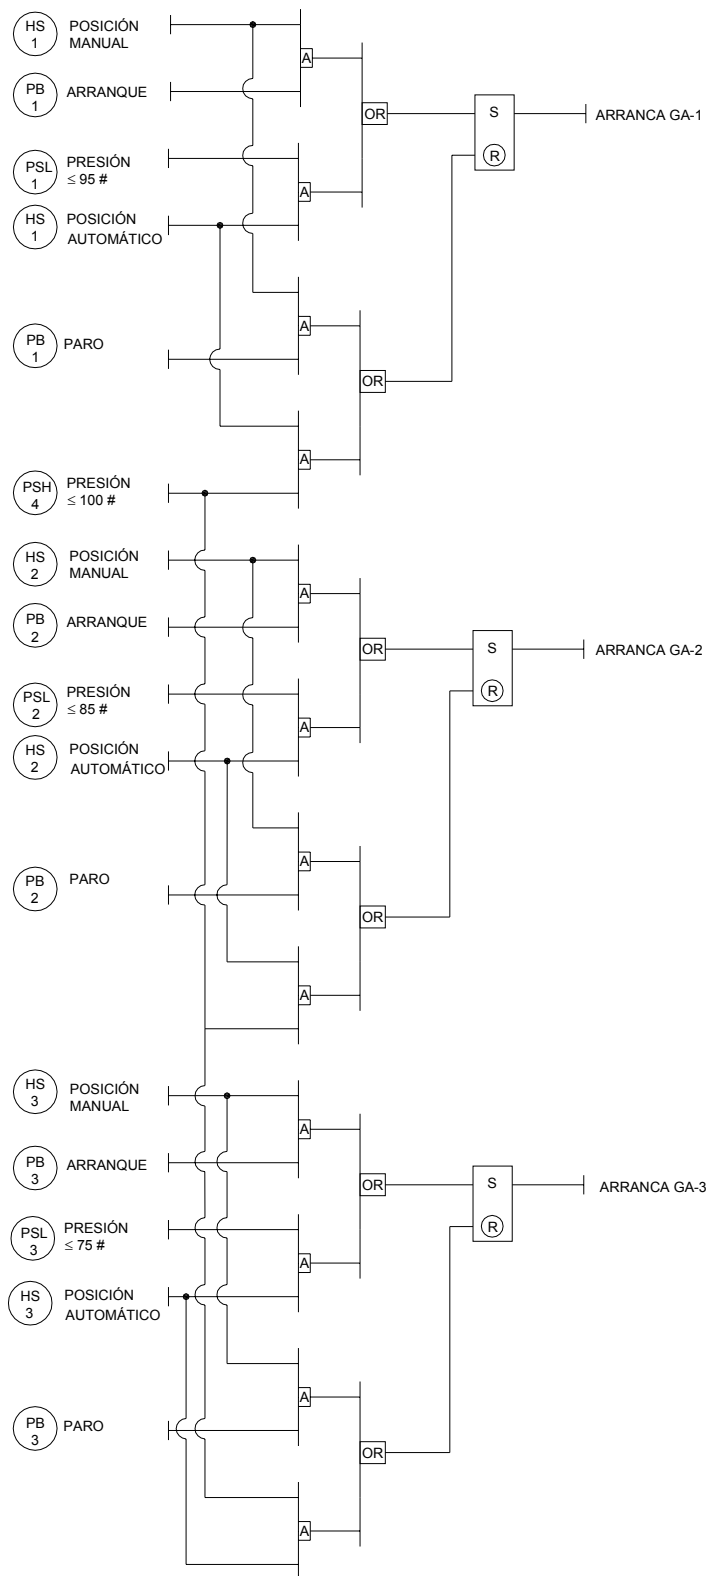 HS
1
POSICIÓN
MANUAL
A
PB
1
ARRANQUE
OR
S
ARRANCA GA-1
PSL
1
PRESIÓN
≤ 95 #
R
A
HS
1
POSICIÓN
AUTOMÁTICO
A
PB
1
PARO
OR
A
PSH
4
PRESIÓN
≤ 100 #
HS
2
POSICIÓN
MANUAL
A
PB
2
ARRANQUE
OR
S
ARRANCA GA-2
PSL
2
PRESIÓN
≤ 85 #
R
A
HS
2
POSICIÓN
AUTOMÁTICO
A
PB
2
PARO
OR
A
HS
3
POSICIÓN
MANUAL
A
PB
3
ARRANQUE
OR
S
ARRANCA GA-3
PSL
3
PRESIÓN
≤ 75 #
R
A
HS
3
POSICIÓN
AUTOMÁTICO
A
PB
3
PARO
OR
A